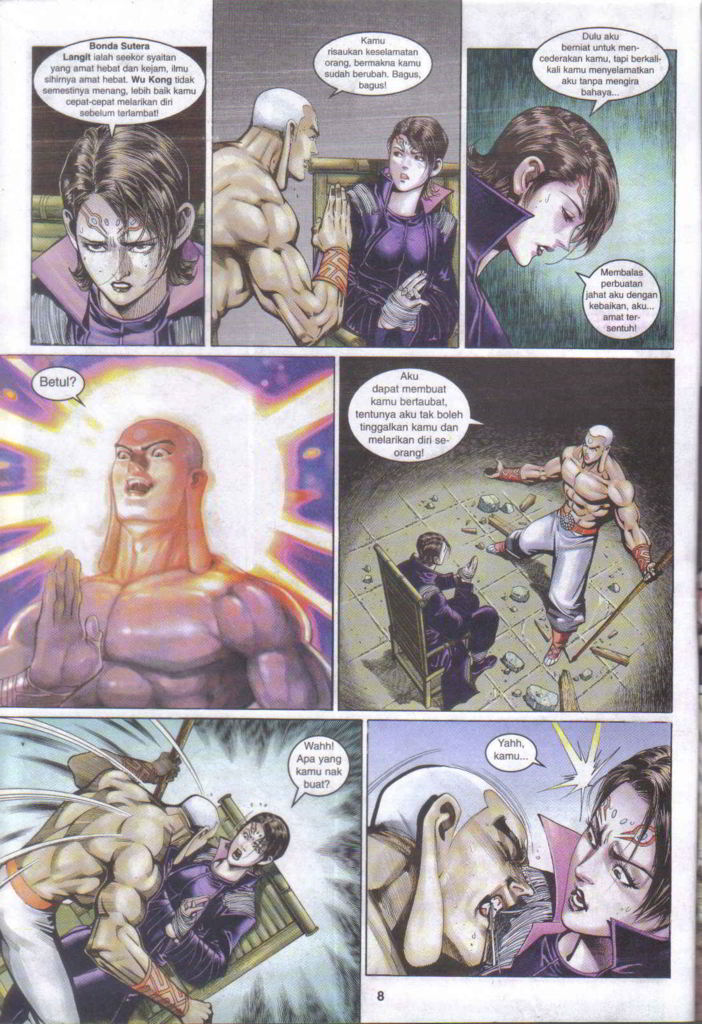 Bonda Sutera
Langit ialah seekor syaitan
yang amat hebat dan kejam, ilmu
sihirnya amat hebat. Wu Kong tidak
semestinya menang, lebih baik kamu
cepat-cepat melarikan diri
sebelum terlambat!
Kamu
risaukan keselamatan
orang, bermakna kamu
sudah berubah. Bagus,
bagus!
Dulu aku
berniat untuk men-
cederakan kamu, tapi berkali-
kali kamu menyelamatkan
aku tanpa mengira
bahaya...
Membalas
perbuatan
jahat aku dengan
kebaikan, aku...
amat ter-
sentuh!
Betul?
Aku
dapat membuat
kamu bertaubat,
tentunya aku tak boleh
tinggalkan kamu dan
melarikan diri se-
orang!
Wahh!
Apa yang
kamu nak
buat?
Yahh,
kamu...
8